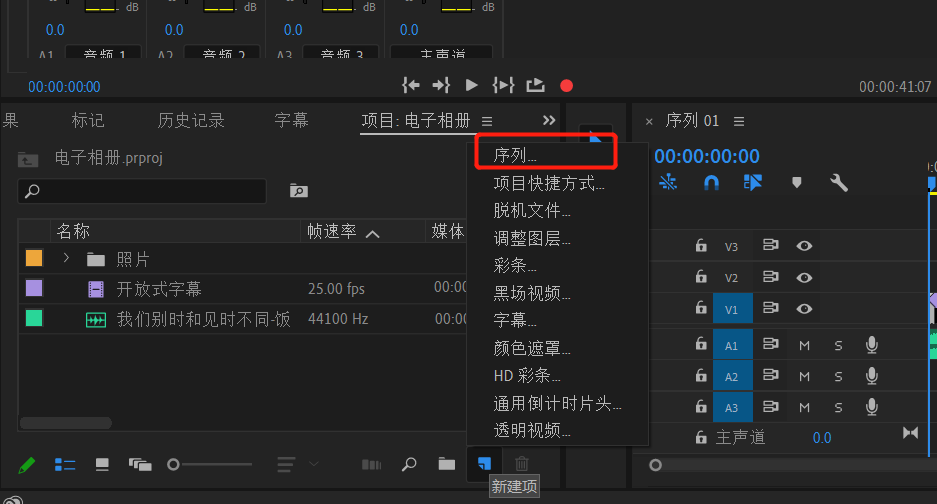 dB dB dB dB
0.0 0.0 0.0 0.0
A1 音频 1 A2 音频 2 A3 音频 3 主声道
00:00:00:00 00:00:41:07
果 标记 历史记录 字幕 项目: 电子相册
电子相册.prproj
名称 帧速率 媒体
照片
开放式字幕 25.00 fps 00:00
我们别时和见时不同-饭 44100 Hz 00:00
序列...
项目快捷方式...
脱机文件...
调整图层...
彩条...
黑场视频...
字幕...
颜色遮罩...
HD 彩条...
通用倒计时片头...
透明视频...
新建项
× 序列 01
00:00:00:00
V3
V2
V1
A1 M S
A2 M S
A3 M S
主声道 0.0